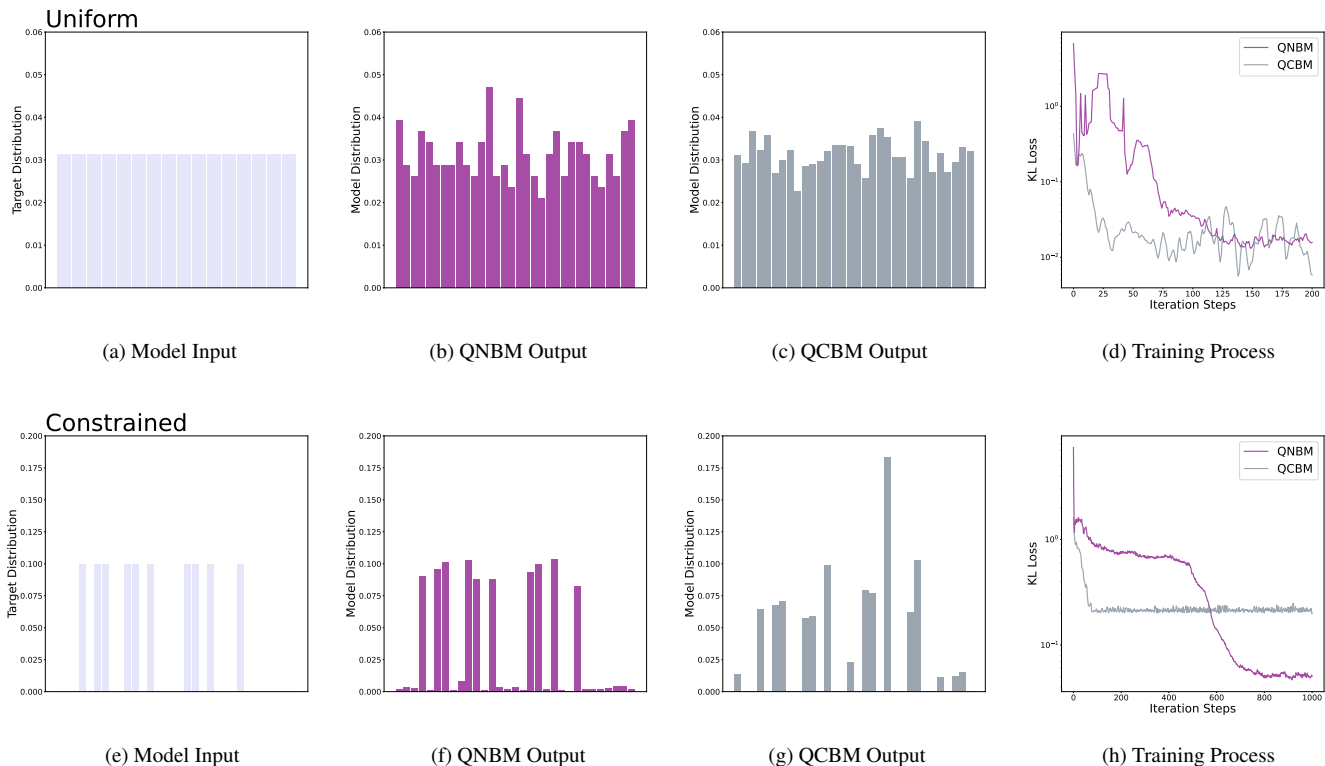 Uniform
0.06
0.05
0.04
0.03
0.02
0.01
0.00
Target Distribution
(a) Model Input
0.06
0.05
0.04
0.03
0.02
0.01
0.00
Model Distribution
(b) QNBM Output
0.06
0.05
0.04
0.03
0.02
0.01
0.00
Model Distribution
(c) QCBM Output
QNBM
QCBM
10⁰
10⁻¹
10⁻²
KL Loss
0 25 50 75 100 125 150 175 200
Iteration Steps
(d) Training Process
Constrained
0.200
0.175
0.150
0.125
0.100
0.075
0.050
0.025
0.000
Target Distribution
(e) Model Input
0.200
0.175
0.150
0.125
0.100
0.075
0.050
0.025
0.000
Model Distribution
(f) QNBM Output
0.200
0.175
0.150
0.125
0.100
0.075
0.050
0.025
0.000
Model Distribution
(g) QCBM Output
QNBM
QCBM
10⁰
10⁻¹
KL Loss
0 200 400 600 800 1000
Iteration Steps
(h) Training Process